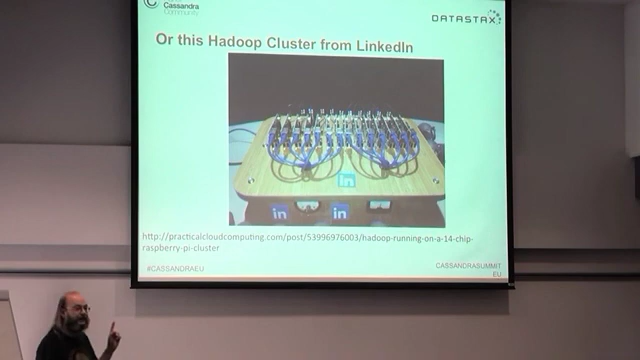 Cassandra
Community
DATASTAX
Or this Hadoop Cluster from LinkedIn
in
in
in
http://practicalcloudcomputing.com/post/53996976003/hadoop-running-on-a-14-chip-
raspberry-pi-cluster
#CASSANDRAEU
CASSANDRASUMMIT
EU